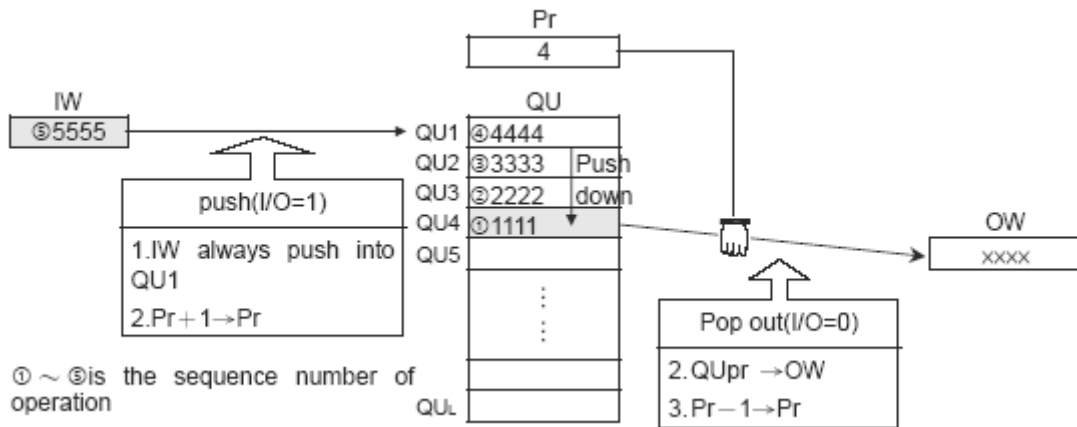 Pr
4
IW
⑤5555
QU
QU1 ④4444
QU2 ③3333 Push
QU3 ②2222 down
QU4 ①1111
QU5
push(I/O=1)
1.IW always push into
QU1
2.Pr+1→Pr
OW
xxxx
Pop out(I/O=0)
2.QUpr →OW
3.Pr−1→Pr
①~⑤is the sequence number of
operation
QUL